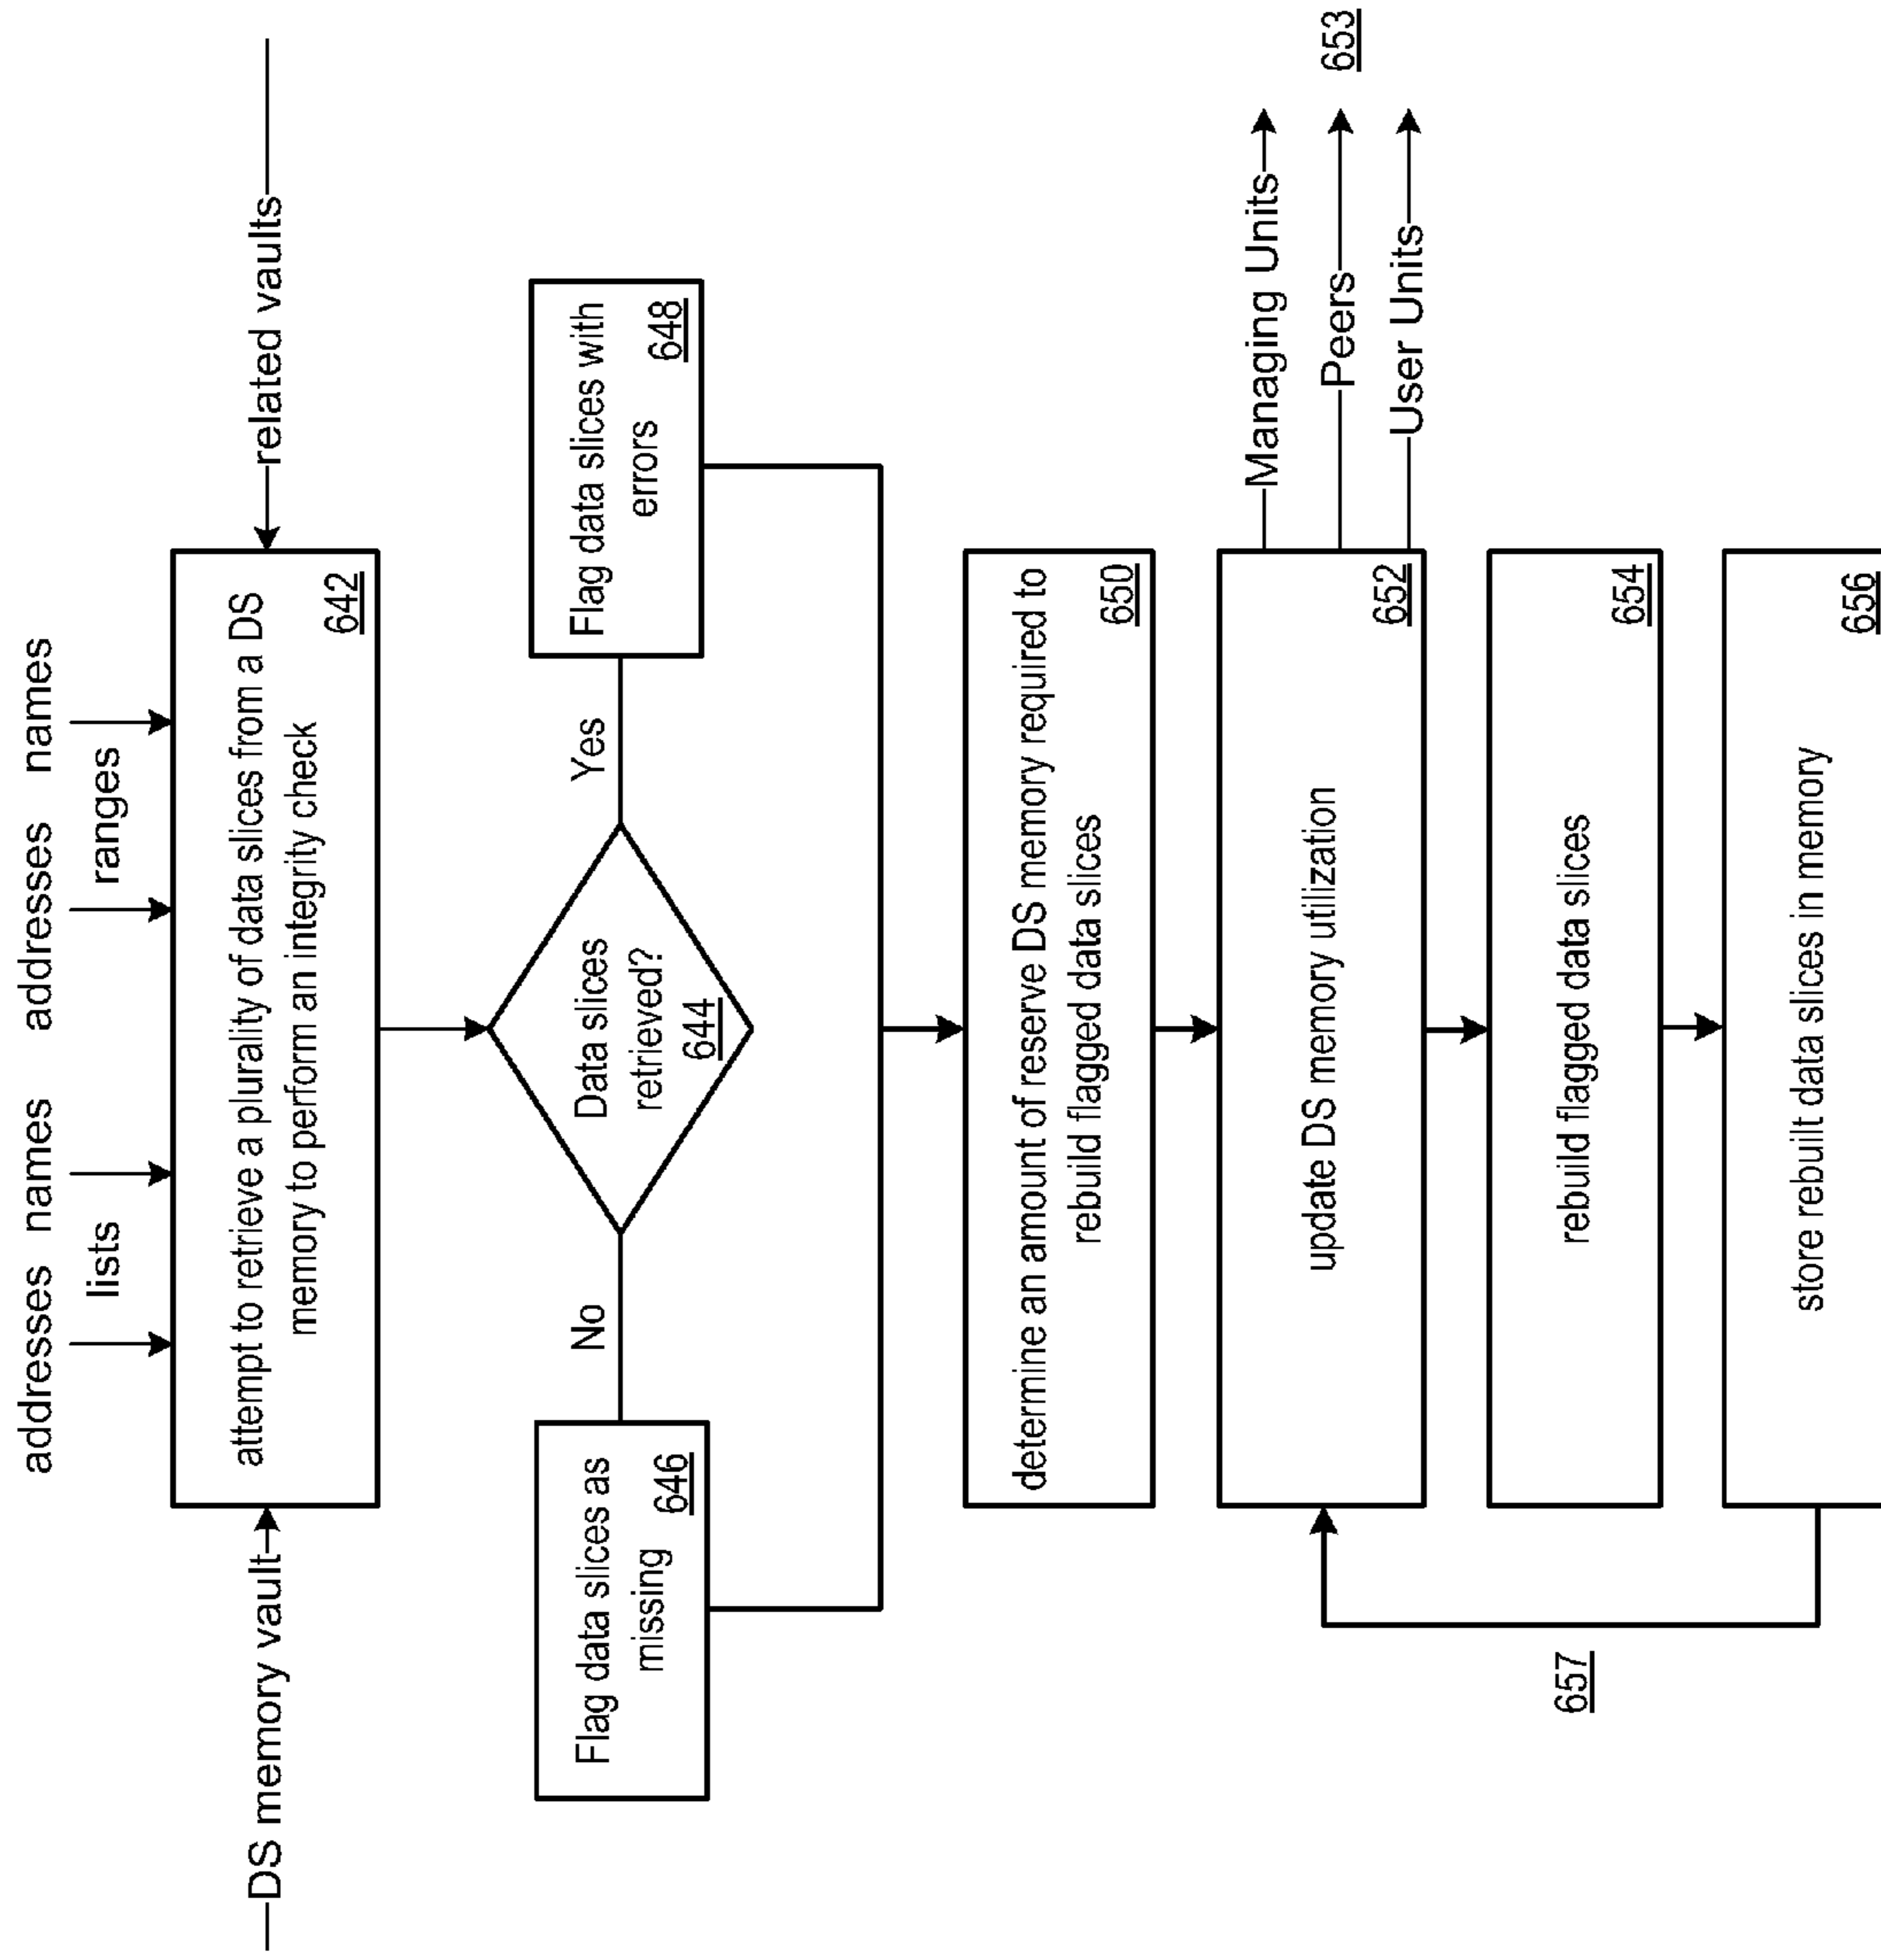 addresses names addresses names
lists ranges
DS memory vault
attempt to retrieve a plurality of data slices from a DS
memory to perform an integrity check
642
related vaults
Data slices
retrieved?
644
No
Yes
Flag data slices as
missing
646
Flag data slices with
errors
648
determine an amount of reserve DS memory required to
rebuild flagged data slices
650
update DS memory utilization
652
Managing Units
Peers
User Units
653
rebuild flagged data slices
654
store rebuilt data slices in memory
656
657